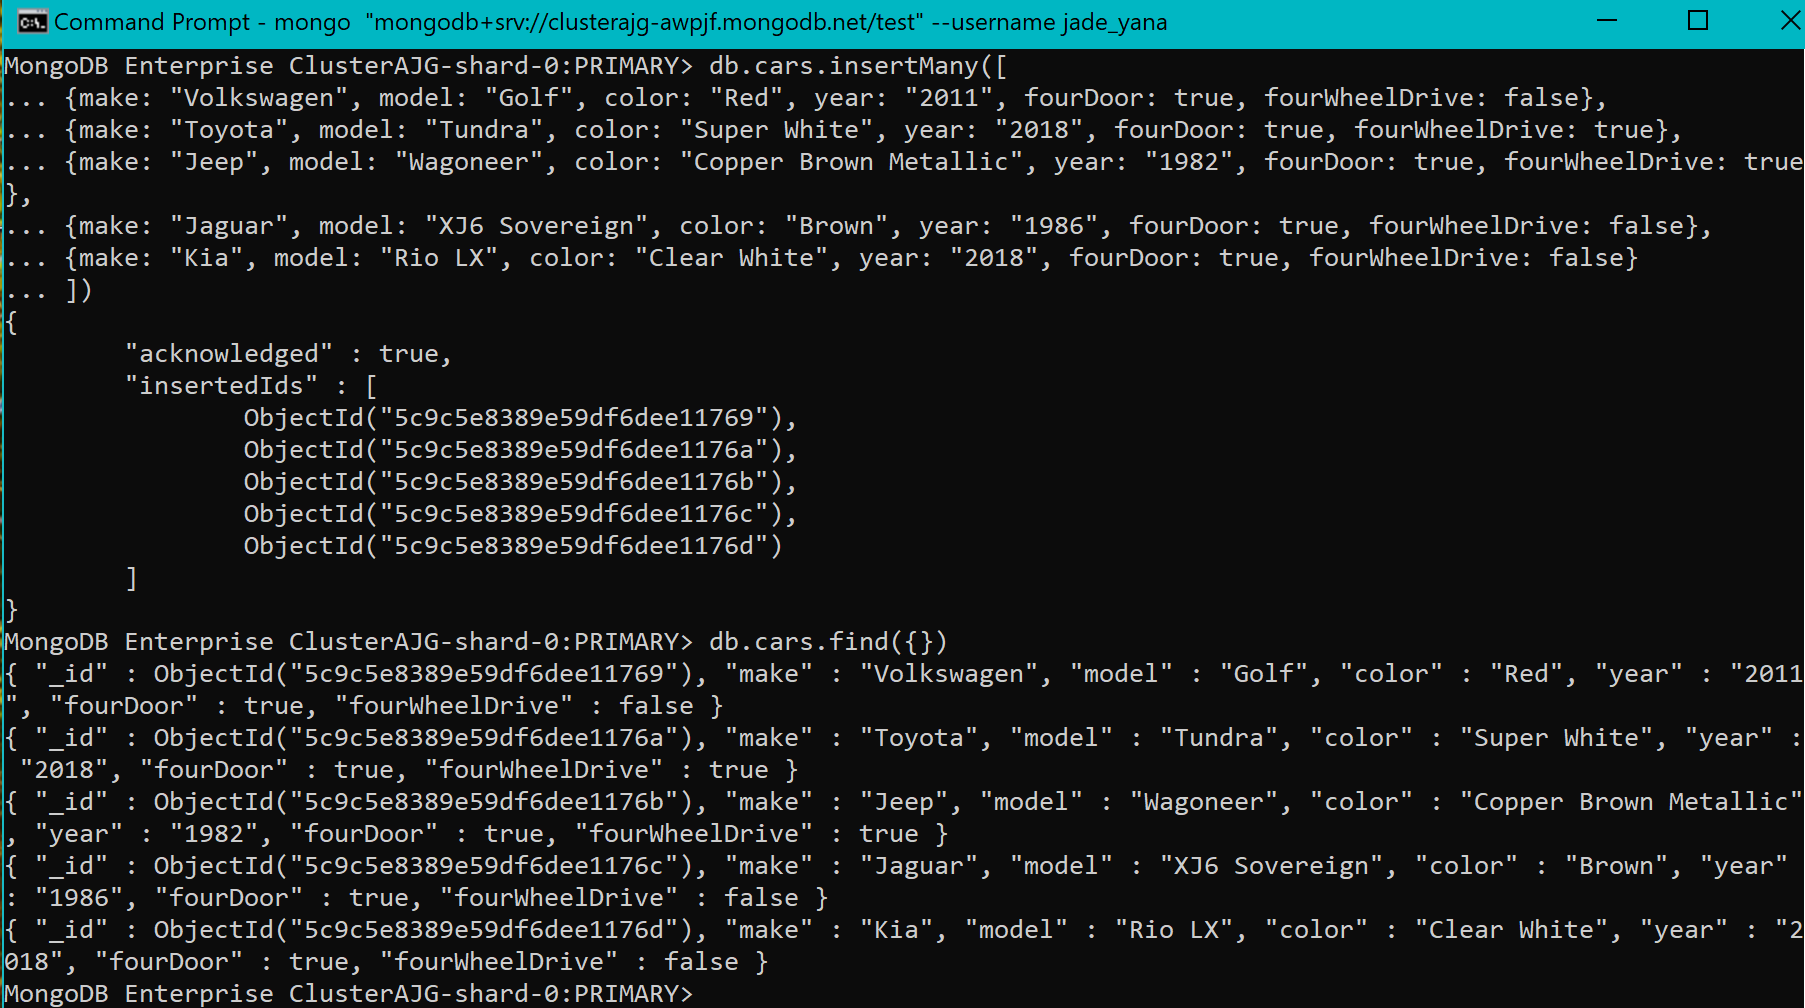 Command Prompt - mongo  "mongodb+srv://clusterajg-awpjf.mongodb.net/test" --username jade_yana
MongoDB Enterprise ClusterAJG-shard-0:PRIMARY> db.cars.insertMany([
... {make: "Volkswagen", model: "Golf", color: "Red", year: "2011", fourDoor: true, fourWheelDrive: false},
... {make: "Toyota", model: "Tundra", color: "Super White", year: "2018", fourDoor: true, fourWheelDrive: true},
... {make: "Jeep", model: "Wagoneer", color: "Copper Brown Metallic", year: "1982", fourDoor: true, fourWheelDrive: true
},
... {make: "Jaguar", model: "XJ6 Sovereign", color: "Brown", year: "1986", fourDoor: true, fourWheelDrive: false},
... {make: "Kia", model: "Rio LX", color: "Clear White", year: "2018", fourDoor: true, fourWheelDrive: false}
... ])
{
        "acknowledged" : true,
        "insertedIds" : [
                ObjectId("5c9c5e8389e59df6dee11769"),
                ObjectId("5c9c5e8389e59df6dee1176a"),
                ObjectId("5c9c5e8389e59df6dee1176b"),
                ObjectId("5c9c5e8389e59df6dee1176c"),
                ObjectId("5c9c5e8389e59df6dee1176d")
        ]
}
MongoDB Enterprise ClusterAJG-shard-0:PRIMARY> db.cars.find({})
{ "_id" : ObjectId("5c9c5e8389e59df6dee11769"), "make" : "Volkswagen", "model" : "Golf", "color" : "Red", "year" : "2011
", "fourDoor" : true, "fourWheelDrive" : false }
{ "_id" : ObjectId("5c9c5e8389e59df6dee1176a"), "make" : "Toyota", "model" : "Tundra", "color" : "Super White", "year" :
 "2018", "fourDoor" : true, "fourWheelDrive" : true }
{ "_id" : ObjectId("5c9c5e8389e59df6dee1176b"), "make" : "Jeep", "model" : "Wagoneer", "color" : "Copper Brown Metallic"
, "year" : "1982", "fourDoor" : true, "fourWheelDrive" : true }
{ "_id" : ObjectId("5c9c5e8389e59df6dee1176c"), "make" : "Jaguar", "model" : "XJ6 Sovereign", "color" : "Brown", "year"
: "1986", "fourDoor" : true, "fourWheelDrive" : false }
{ "_id" : ObjectId("5c9c5e8389e59df6dee1176d"), "make" : "Kia", "model" : "Rio LX", "color" : "Clear White", "year" : "2
018", "fourDoor" : true, "fourWheelDrive" : false }
MongoDB Enterprise ClusterAJG-shard-0:PRIMARY>